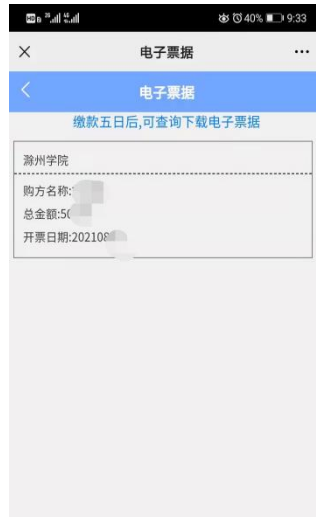 40% 9:33
电子票据
电子票据
缴款五日后,可查询下载电子票据
滁州学院
购方名称:
总金额:50
开票日期:202108